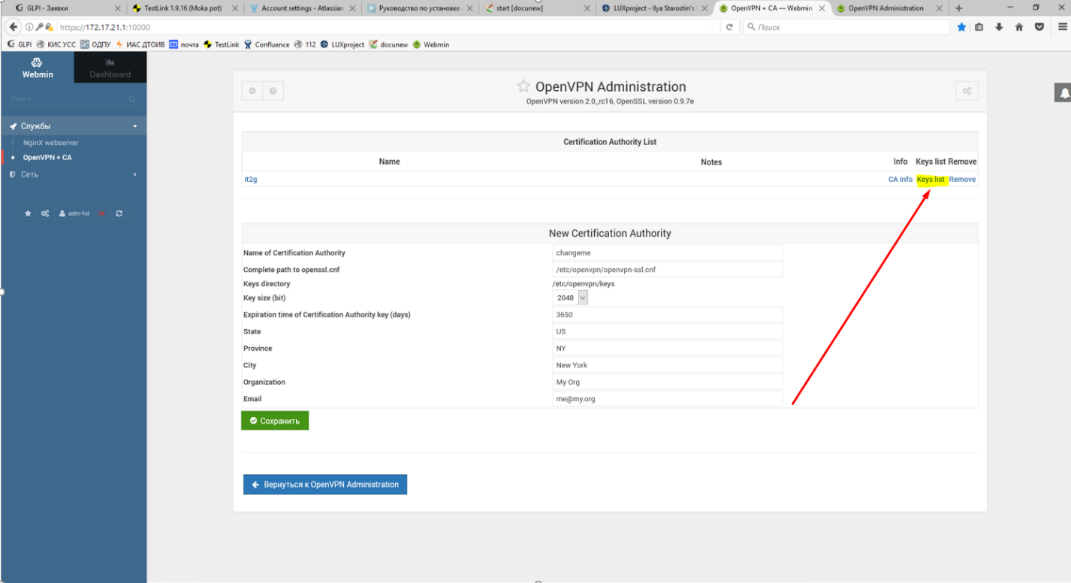 GLPI - Заявки
TestLink 1.9.16 (Moka pot)
Account settings - Atlassian
Руководство по установке
start [docunew]
LUXproject - Ilya Starostin's
OpenVPN + CA — Webmin
OpenVPN Administration
https://172.17.21.1:10000
Поиск
GLPI КИС УСС ОДПУ ИАС ДТОИВ почта TestLink Confluence 112 LUXproject docunew Webmin
Webmin
Dashboard
Поиск
Службы
NginX webserver
OpenVPN + CA
Сеть
adm-hd
OpenVPN Administration
OpenVPN version 2.0_rc16, OpenSSL version 0.9.7e
Certification Authority List
Name Notes Info Keys list Remove
it2g CA Info Keys list Remove
New Certification Authority
Name of Certification Authority changeme
Complete path to openssl.cnf /etc/openvpn/openvpn-ssl.cnf
Keys directory /etc/openvpn/keys
Key size (bit) 2048
Expiration time of Certification Authority key (days) 3650
State US
Province NY
City New York
Organization My Org
Email me@my.org
Сохранить
Вернуться к OpenVPN Administration